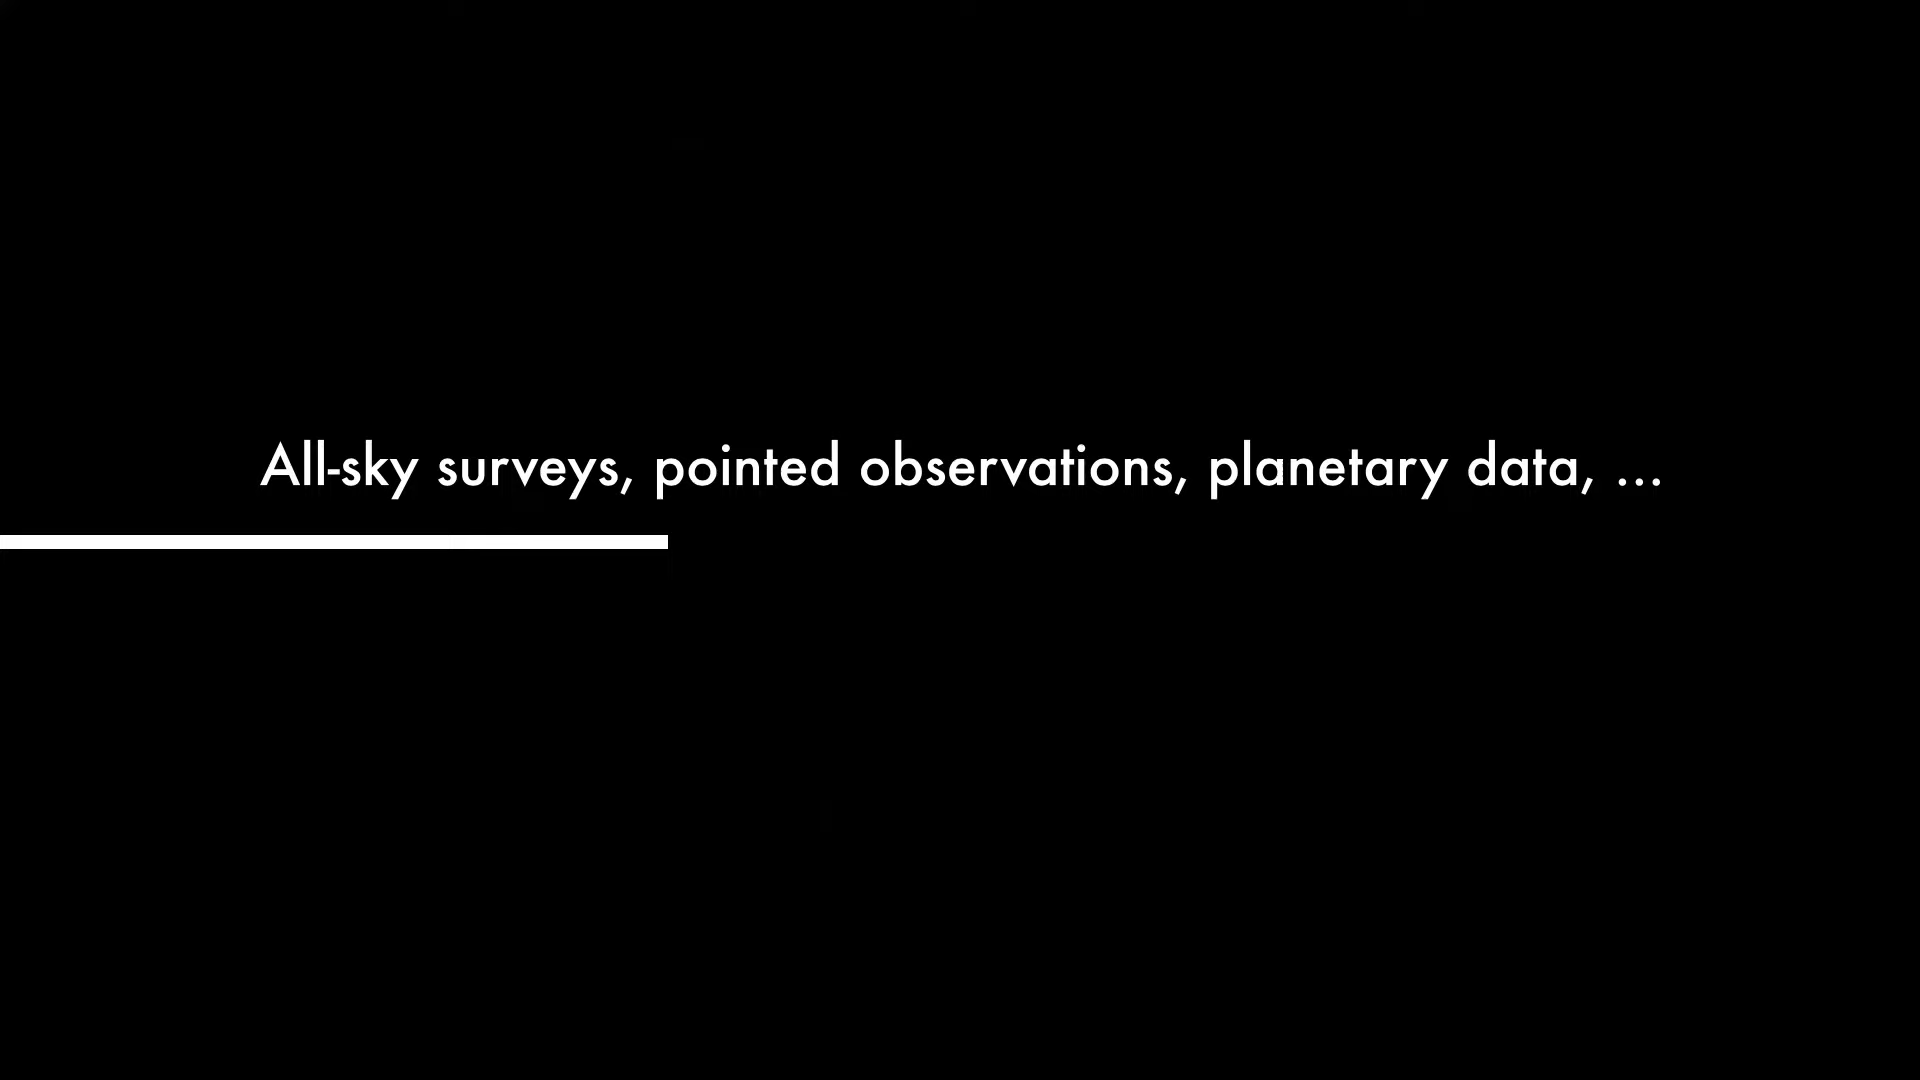 All-sky surveys, pointed observations, planetary data, ...